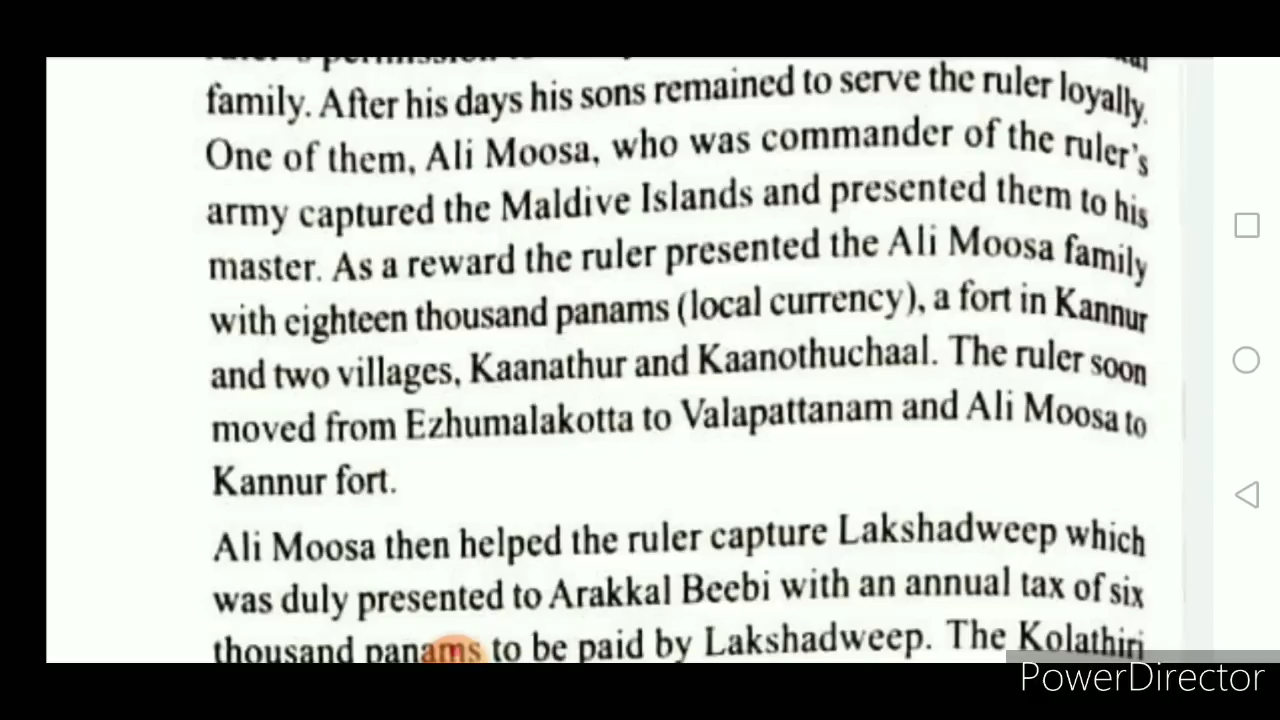 family. After his days his sons remained to serve the ruler loyally.
One of them, Ali Moosa, who was commander of the ruler's
army captured the Maldive Islands and presented them to his
master. As a reward the ruler presented the Ali Moosa family
with eighteen thousand panams (local currency), a fort in Kannur
and two villages, Kaanathur and Kaanothuchaal. The ruler soon
moved from Ezhumalakotta to Valapattanam and Ali Moosa to
Kannur fort.
Ali Moosa then helped the ruler capture Lakshadweep which
was duly presented to Arakkal Beebi with an annual tax of six
thousand panams to be paid by Lakshadweep. The Kolathiri
PowerDirector